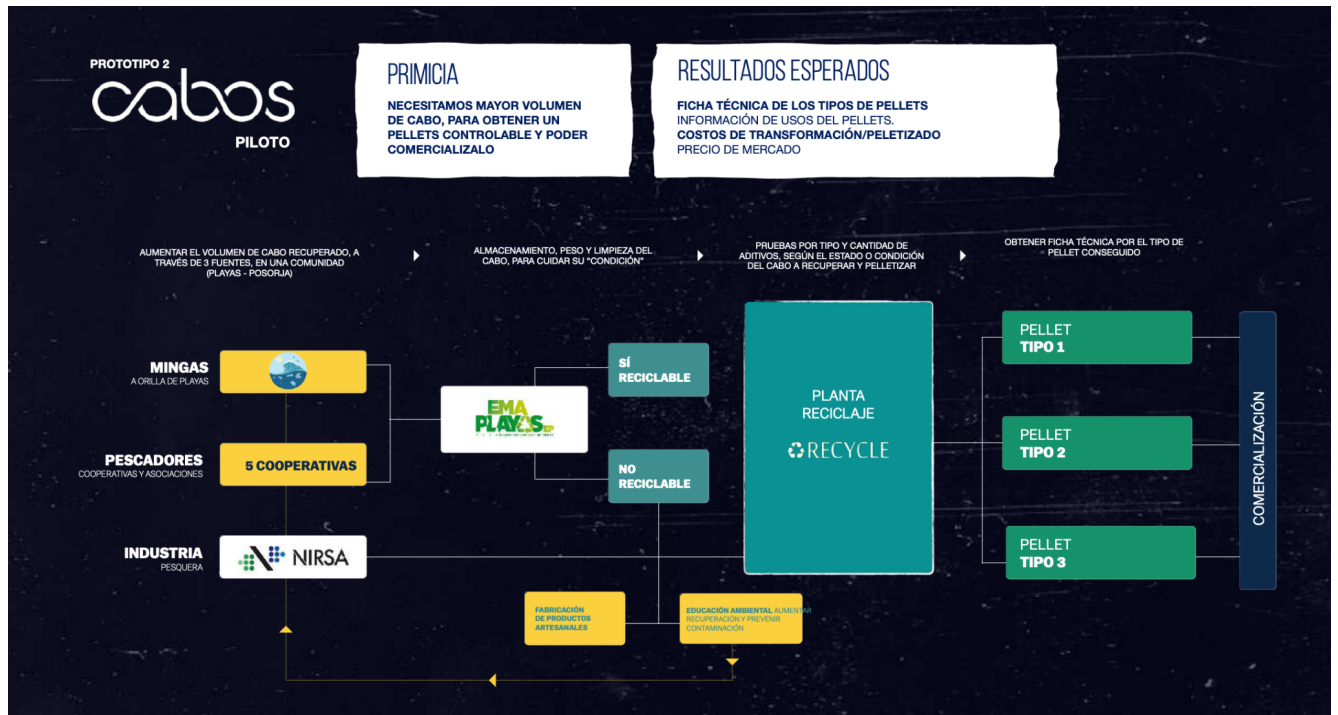 PROTOTIPO 2
cabos
PILOTO
PRIMICIA
NECESITAMOS MAYOR VOLUMEN
DE CABO, PARA OBTENER UN
PELLETS CONTROLABLE Y PODER
COMERCIALIZALO
RESULTADOS ESPERADOS
FICHA TÉCNICA DE LOS TIPOS DE PELLETS
INFORMACIÓN DE USOS DEL PELLETS.
COSTOS DE TRANSFORMACIÓN/PELETIZADO
PRECIO DE MERCADO
AUMENTAR EL VOLUMEN DE CABO RECUPERADO, A
TRAVÉS DE 3 FUENTES, EN UNA COMUNIDAD
(PLAYAS - POSORJA)
ALMACENAMIENTO, PESO Y LIMPIEZA DEL
CABO, PARA CUIDAR SU "CONDICIÓN"
PRUEBAS POR TIPO Y CANTIDAD DE
ADITIVOS, SEGÚN EL ESTADO O CONDICIÓN
DEL CABO A RECUPERAR Y PELLETIZAR
OBTENER FICHA TÉCNICA POR EL TIPO DE
PELLET CONSEGUIDO
MINGAS
A ORILLA DE PLAYAS
PESCADORES
COOPERATIVAS Y ASOCIACIONES
5 COOPERATIVAS
INDUSTRIA
PESQUERA
NIRSA
EMA
PLAYAS EP
SÍ
RECICLABLE
NO
RECICLABLE
FABRICACIÓN
DE PRODUCTOS
ARTESANALES
EDUCACIÓN AMBIENTAL AUMENTAR
RECUPERACIÓN Y PREVENIR
CONTAMINACIÓN
PLANTA
RECICLAJE
RECYCLE
PELLET
TIPO 1
PELLET
TIPO 2
PELLET
TIPO 3
COMERCIALIZACIÓN